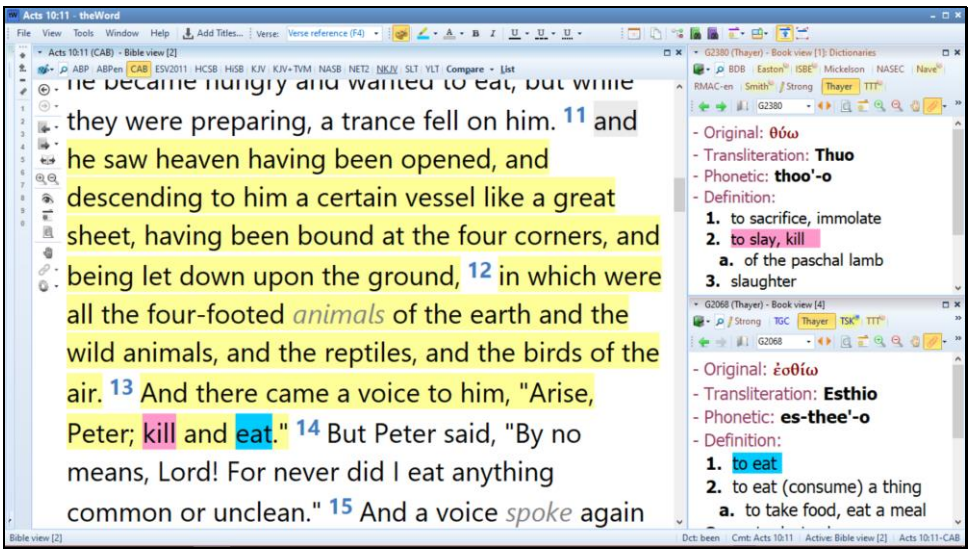 Acts 10:11 - theWord
File View Tools Window Help Add Titles... Verse: Verse reference (F4) B I U U U
Acts 10:11 (CAB) - Bible view [2]
ABP ABPen CAB ESV2011 HCSB HiSB KJV KJV+TVM NASB NET2 NKJV SLT YLT Compare List
he became hungry and wanted to eat, but while
they were preparing, a trance fell on him. 11 and
he saw heaven having been opened, and
descending to him a certain vessel like a great
sheet, having been bound at the four corners, and
being let down upon the ground, 12 in which were
all the four-footed animals of the earth and the
wild animals, and the reptiles, and the birds of the
air. 13 And there came a voice to him, "Arise,
Peter; kill and eat." 14 But Peter said, "By no
means, Lord! For never did I eat anything
common or unclean." 15 And a voice spoke again
G2380 (Thayer) - Book view [1]: Dictionaries
BDB Easton ISBE Mickelson NASEC Nave
RMAC-en Smith Strong Thayer TTT
G2380
- Original: θύω
- Transliteration: Thuo
- Phonetic: thoo'-o
- Definition:
1. to sacrifice, immolate
2. to slay, kill
a. of the paschal lamb
3. slaughter
G2068 (Thayer) - Book view [4]
Strong TGC Thayer TSK TTT
G2068
- Original: ἐσθίω
- Transliteration: Esthio
- Phonetic: es-thee'-o
- Definition:
1. to eat
2. to eat (consume) a thing
a. to take food, eat a meal
Bible view [2] Dct: been Cmt: Acts 10:11 Active: Bible view [2] Acts 10:11-CAB